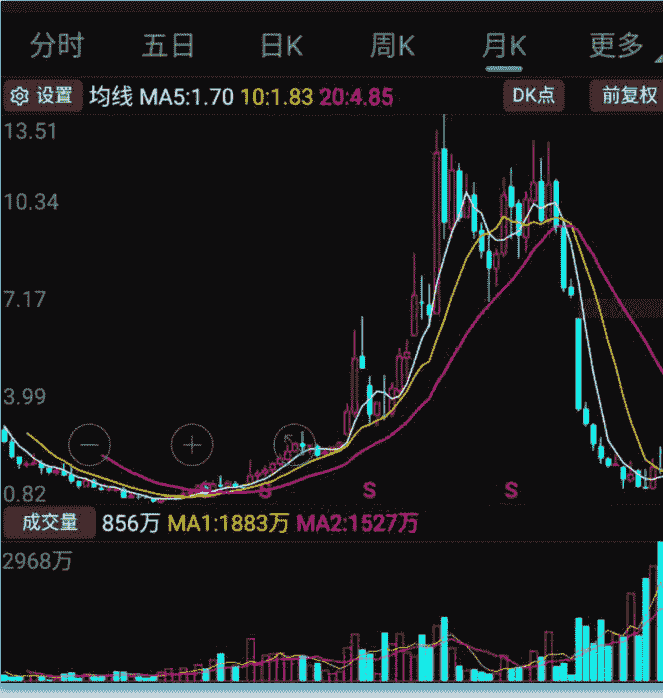 分时 五日 日K 周K 月K 更多
设置 均线 MA5:1.70 10:1.83 20:4.85 DK点 前复权
13.51
10.34
7.17
3.99
0.82
S S S
成交量 856万 MA1:1883万 MA2:1527万
2968万